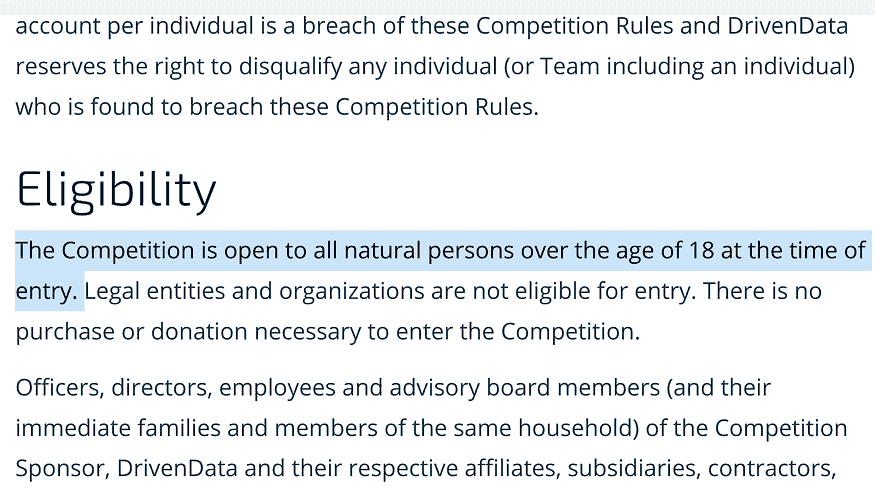 account per individual is a breach of these Competition Rules and DrivenData
reserves the right to disqualify any individual (or Team including an individual)
who is found to breach these Competition Rules.
Eligibility
The Competition is open to all natural persons over the age of 18 at the time of
entry. Legal entities and organizations are not eligible for entry. There is no
purchase or donation necessary to enter the Competition.
Officers, directors, employees and advisory board members (and their
immediate families and members of the same household) of the Competition
Sponsor, DrivenData and their respective affiliates, subsidiaries, contractors,